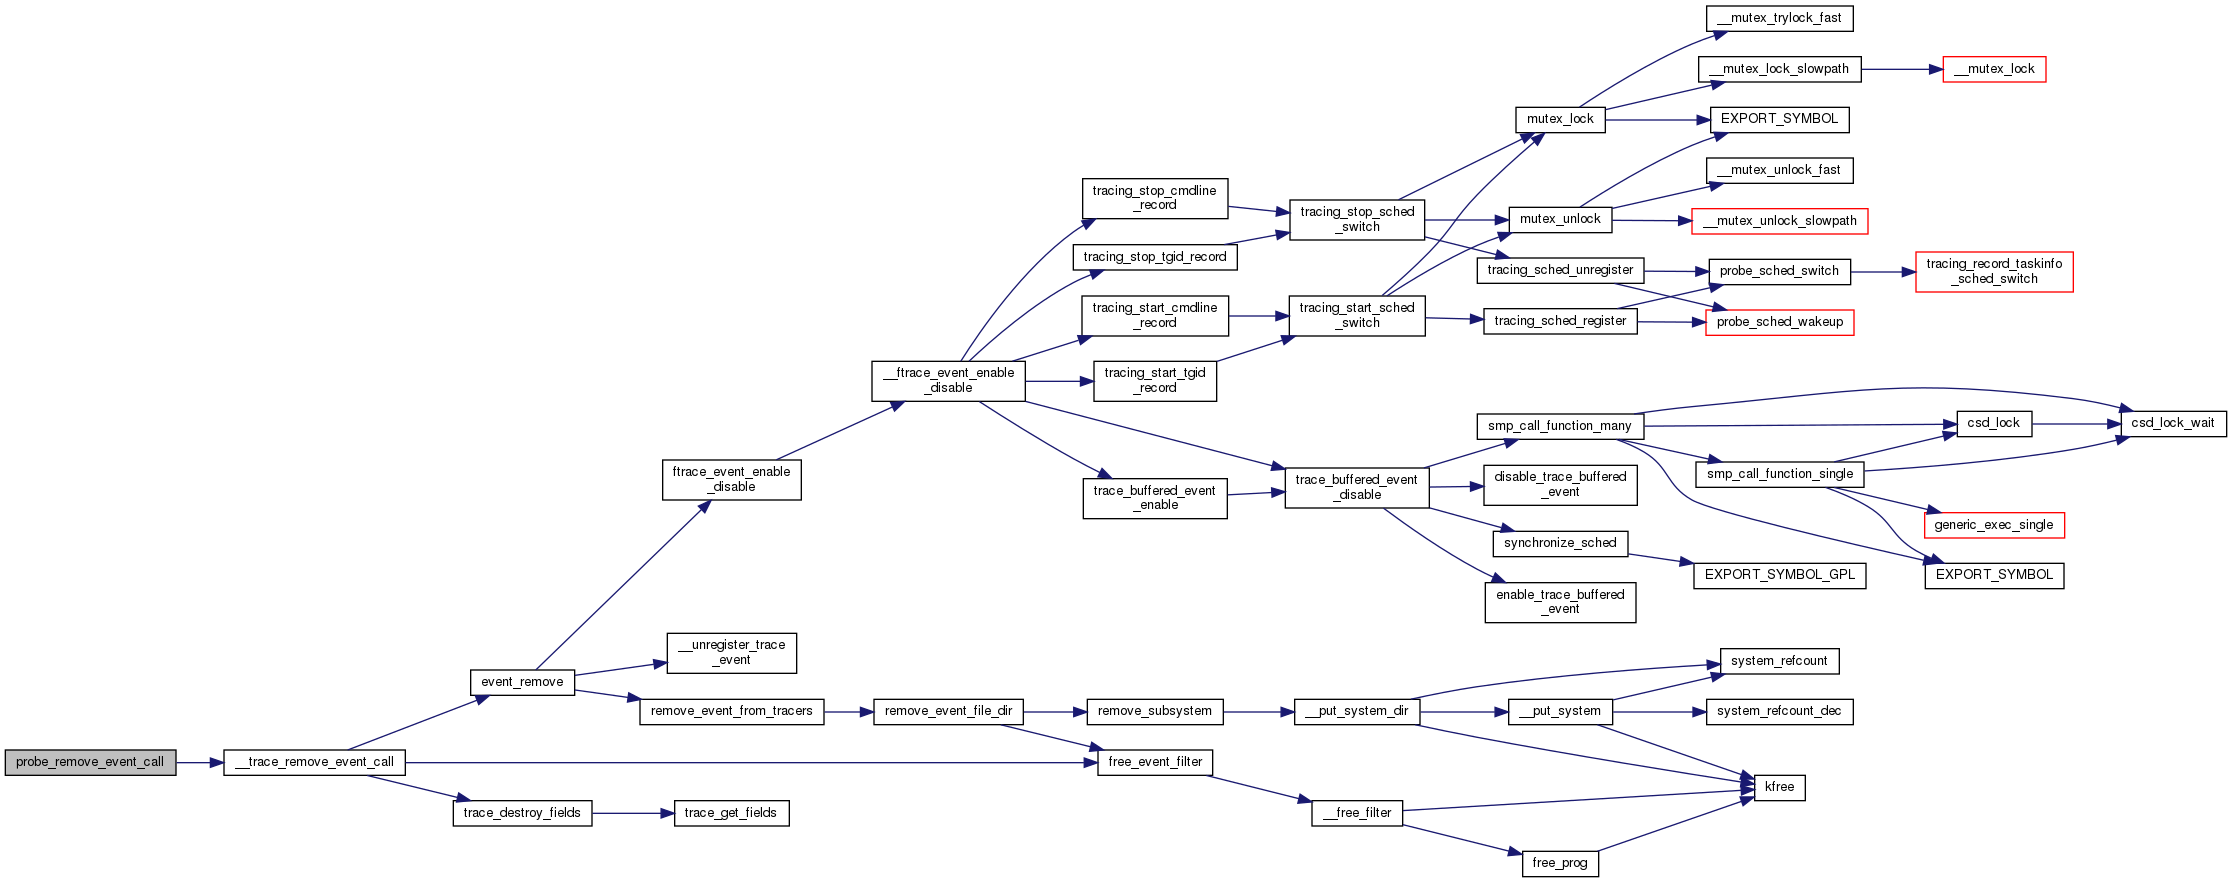 probe_remove_event_call
__trace_remove_event_call
event_remove
trace_destroy_fields
ftrace_event_enable
_disable
__unregister_trace
_event
remove_event_from_tracers
trace_get_fields
__ftrace_event_enable
_disable
remove_event_file_dir
tracing_stop_cmdline
_record
tracing_stop_tgid_record
tracing_start_cmdline
_record
tracing_start_tgid
_record
trace_buffered_event
_enable
remove_subsystem
free_event_filter
tracing_stop_sched
_switch
tracing_start_sched
_switch
trace_buffered_event
_disable
__put_system_dir
__free_filter
mutex_lock
mutex_unlock
tracing_sched_unregister
tracing_sched_register
smp_call_function_many
disable_trace_buffered
_event
synchronize_sched
enable_trace_buffered
_event
__put_system
free_prog
__mutex_trylock_fast
__mutex_lock_slowpath
EXPORT_SYMBOL
__mutex_unlock_fast
__mutex_unlock_slowpath
probe_sched_switch
probe_sched_wakeup
smp_call_function_single
EXPORT_SYMBOL_GPL
system_refcount
system_refcount_dec
kfree
__mutex_lock
tracing_record_taskinfo
_sched_switch
csd_lock
generic_exec_single
EXPORT_SYMBOL
csd_lock_wait